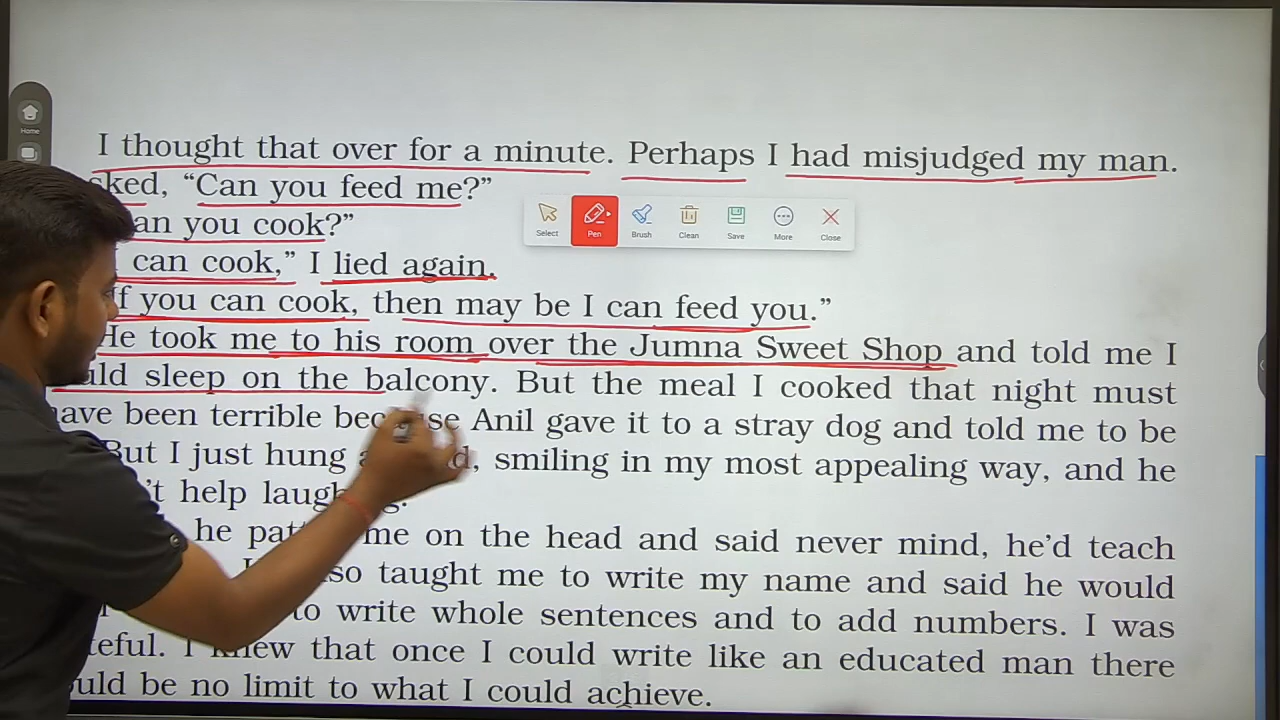 Home
I thought that over for a minute. Perhaps I had misjudged my man.
ked, “Can you feed me?”
an you cook?”
can cook,” I lied again.
If you can cook, then may be I can feed you.”
He took me to his room over the Jumna Sweet Shop and told me I
uld sleep on the balcony. But the meal I cooked that night must
have been terrible because Anil gave it to a stray dog and told me to be
But I just hung d, smiling in my most appealing way, and he
’t help laughing.
he patted me on the head and said never mind, he’d teach
so taught me to write my name and said he would
to write whole sentences and to add numbers. I was
teful. I knew that once I could write like an educated man there
uld be no limit to what I could achieve.
Select Pen Brush Clean Save More Close